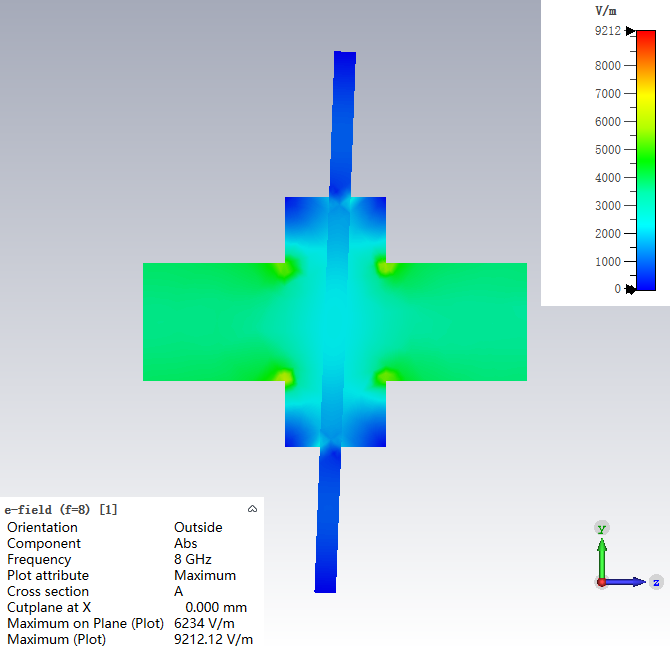 V/m
9212
8000
7000
6000
5000
4000
3000
2000
1000
0
e-field (f=8) [1]
Orientation Outside
Component Abs
Frequency 8 GHz
Plot attribute Maximum
Cross section A
Cutplane at X 0.000 mm
Maximum on Plane (Plot) 6234 V/m
Maximum (Plot) 9212.12 V/m
y
z